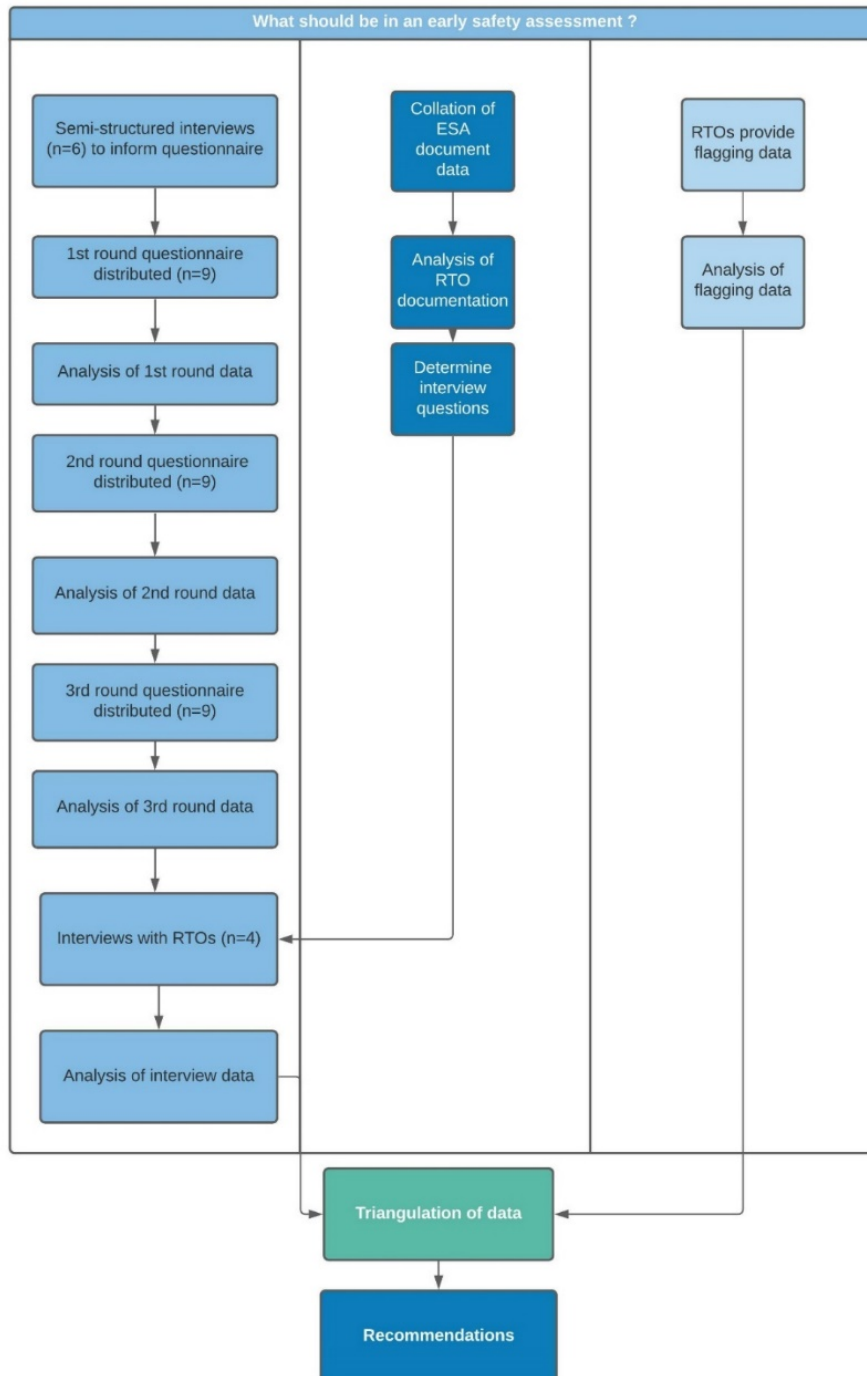 What should be in an early safety assessment ?
Semi-structured interviews
(n=6) to inform questionnaire
1st round questionnaire
distributed (n=9)
Analysis of 1st round data
2nd round questionnaire
distributed (n=9)
Analysis of 2nd round data
3rd round questionnaire
distributed (n=9)
Analysis of 3rd round data
Interviews with RTOs (n=4)
Analysis of interview data
Collation of
ESA
document
data
Analysis of
RTO
documentation
Determine
interview
questions
RTOs provide
flagging data
Analysis of
flagging data
Triangulation of data
Recommendations